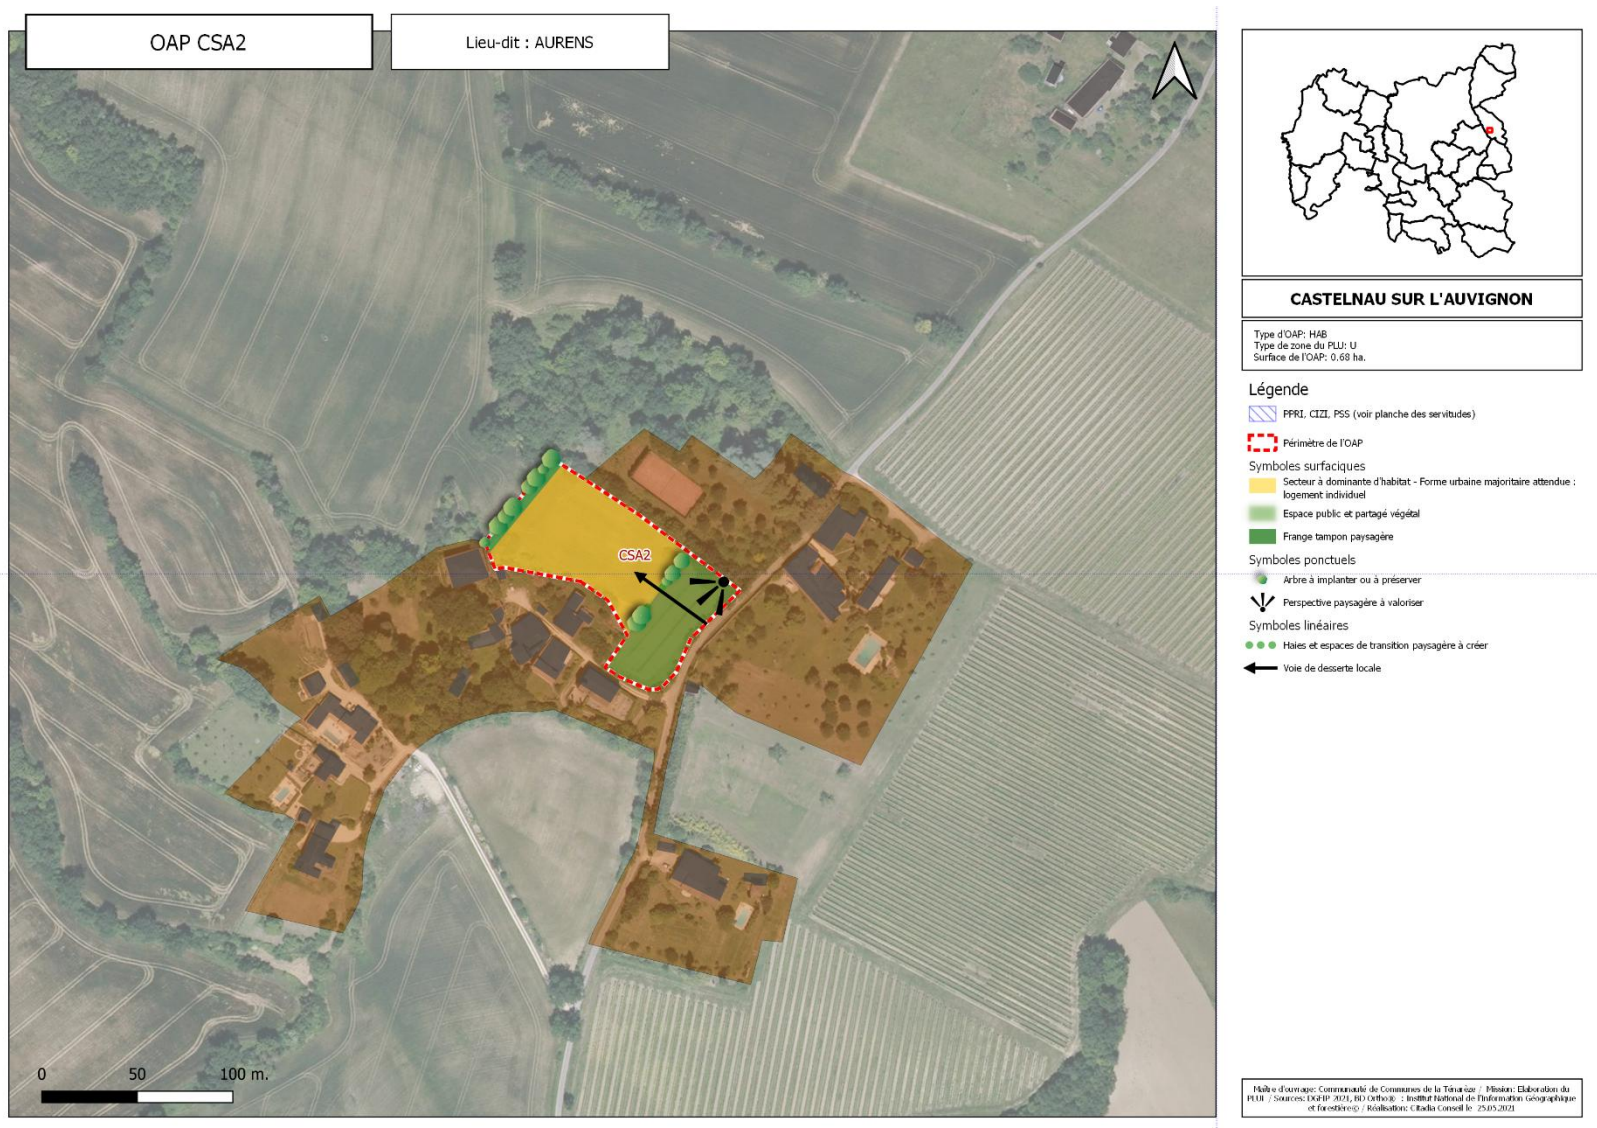 OAP CSA2
Lieu-dit : AURENS
CSA2
0 50 100 m.
CASTELNAU SUR L'AUVIGNON
Type d'OAP: HAB
Type de zone du PLU: U
Surface de l'OAP: 0.68 ha.
Légende
PPRI, CIZI, PSS (voir planche des servitudes)
Périmètre de l'OAP
Symboles surfaciques
Secteur à dominante d'habitat - Forme urbaine majoritaire attendue :
logement individuel
Espace public et partagé végétal
Frange tampon paysagère
Symboles ponctuels
Arbre à implanter ou à préserver
Perspective paysagère à valoriser
Symboles linéaires
Haies et espaces de transition paysagère à créer
Voie de desserte locale
Maître d'ouvrage: Communauté de Communes de la Ténarèze / Mission: Elaboration du
PLUI / Sources: DGFIP 2021, BD Ortho® : Institut National de l'Information Géographique
et forestière© / Réalisation: Citadia Conseil le 25.05.2021